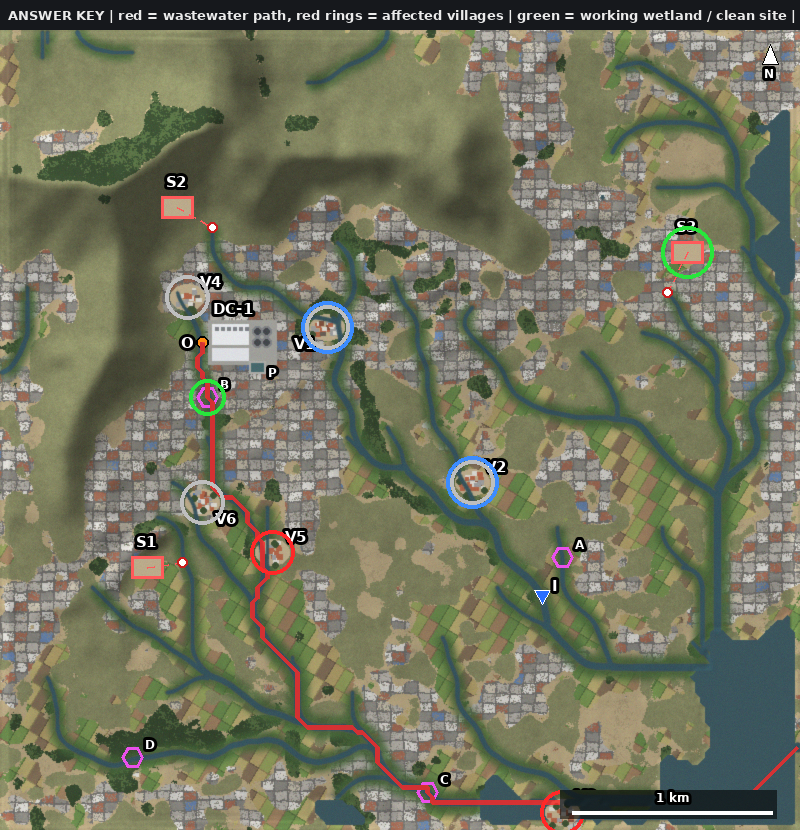 ANSWER KEY | red = wastewater path, red rings = affected villages | green = working wetland / clean site |
N
S2
S3
V4
DC-1
O
V1
P
B
V2
V6
V5
S1
A
I
D
C
1 km